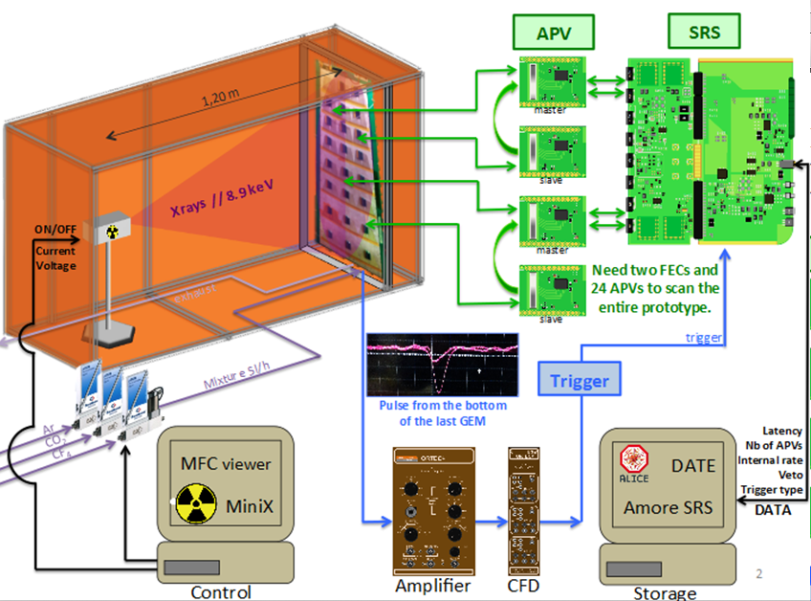 APV
SRS
1,20 m
master
slave
master
slave
Xrays // 8.9keV
ON/OFF
Current
Voltage
exhaust
Need two FECs and
24 APVs to scan the
entire prototype.
trigger
Trigger
Mixture 5l/h
Pulse from the bottom
of the last GEM
Ar
CO2
CF4
MFC viewer
MiniX
Control
ORTEC
Amplifier
CFD
ALICE
DATE
Amore SRS
Storage
Latency
Nb of APVs
Internal rate
Veto
Trigger type
DATA
2